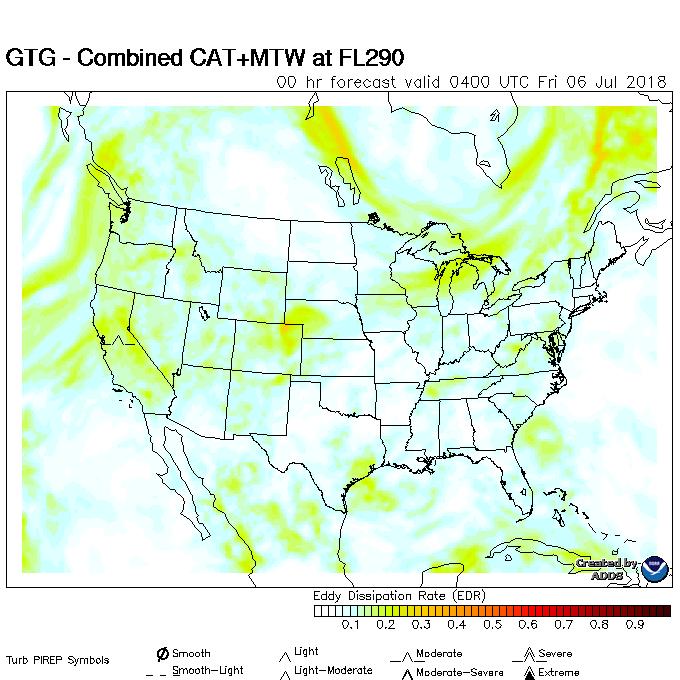 GTG - Combined CAT+MTW at FL290
00 hr forecast valid 0400 UTC Fri 06 Jul 2018
Created by
ADDS
NOAA
Eddy Dissipation Rate (EDR)
0.1 0.2 0.3 0.4 0.5 0.6 0.7 0.8 0.9
Turb PIREP Symbols
Smooth Light Moderate Severe
Smooth-Light Light-Moderate Moderate-Severe Extreme